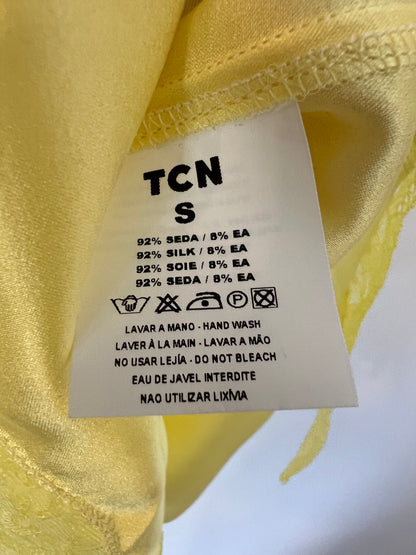 TCN
S
92% SEDA / 8% EA
92% SILK / 8% EA
92% SOIE / 8% EA
92% SEDA / 8% EA
P
LAVAR A MANO - HAND WASH
LAVER À LA MAIN - LAVAR A MÃO
NO USAR LEJÍA - DO NOT BLEACH
EAU DE JAVEL INTERDITE
NAO UTILIZAR LIXÍVIA